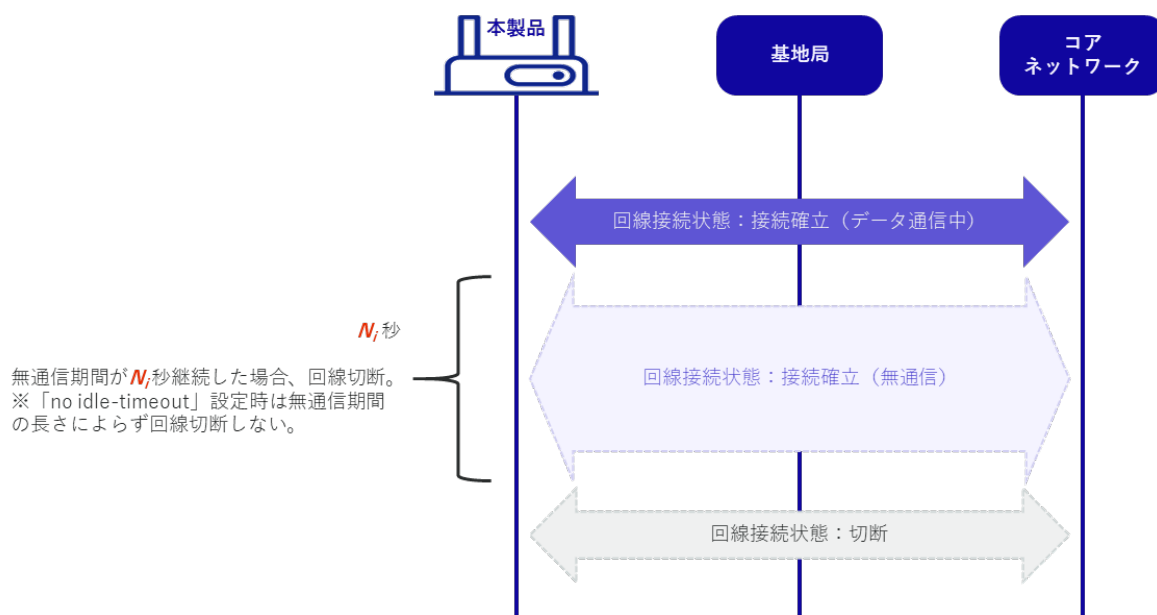 本製品
基地局
コア
ネットワーク
回線接続状態：接続確立（データ通信中）
Ni 秒
無通信期間がNi秒継続した場合、回線切断。
※「no idle-timeout」設定時は無通信期間
の長さによらず回線切断しない。
回線接続状態：接続確立（無通信）
回線接続状態：切断